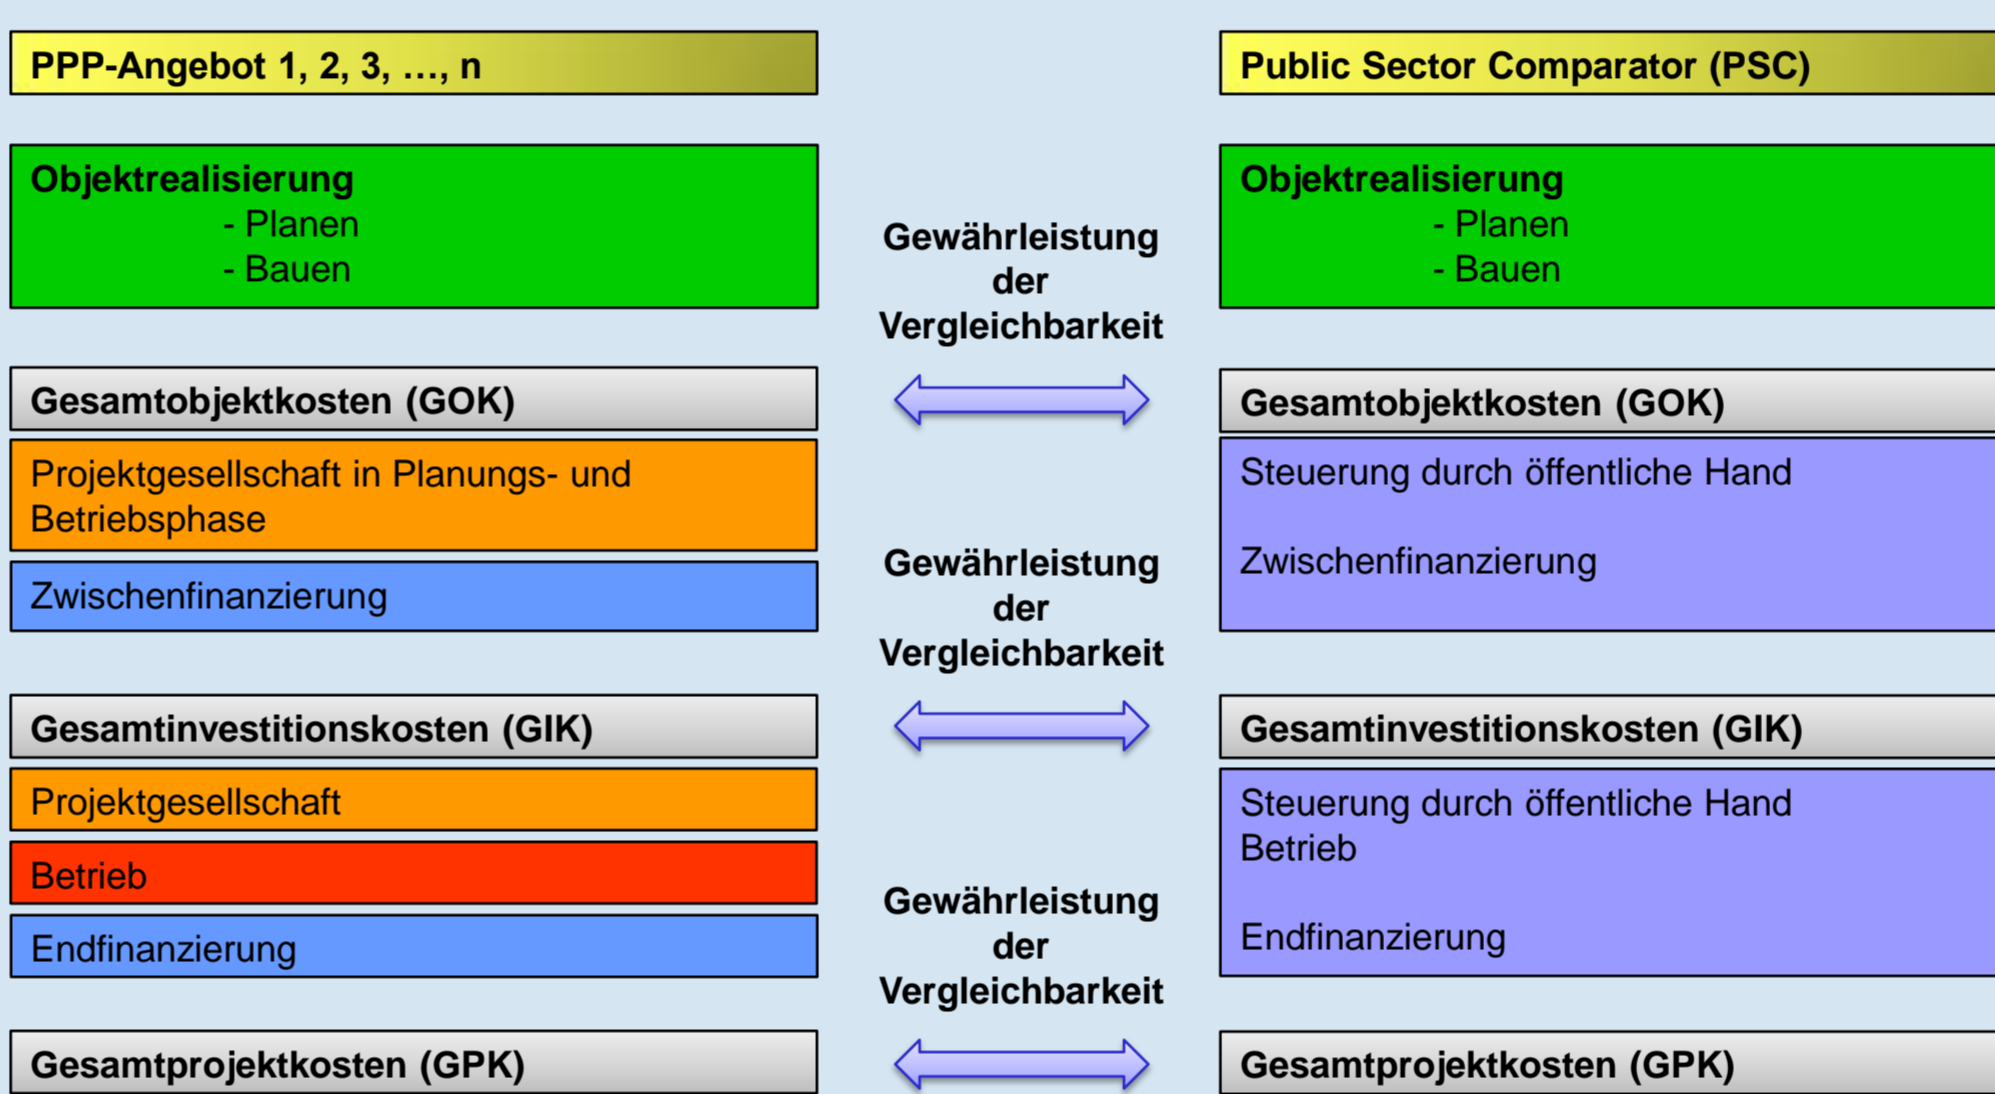 PPP-Angebot 1, 2, 3, …, n
Public Sector Comparator (PSC)
Objektrealisierung
- Planen
- Bauen
Gewährleistung
der
Vergleichbarkeit
Objektrealisierung
- Planen
- Bauen
Gesamtobjektkosten (GOK)
Gesamtobjektkosten (GOK)
Projektgesellschaft in Planungs- und
Betriebsphase
Zwischenfinanzierung
Gewährleistung
der
Vergleichbarkeit
Steuerung durch öffentliche Hand
Zwischenfinanzierung
Gesamtinvestitionskosten (GIK)
Gesamtinvestitionskosten (GIK)
Projektgesellschaft
Betrieb
Endfinanzierung
Gewährleistung
der
Vergleichbarkeit
Steuerung durch öffentliche Hand
Betrieb
Endfinanzierung
Gesamtprojektkosten (GPK)
Gesamtprojektkosten (GPK)